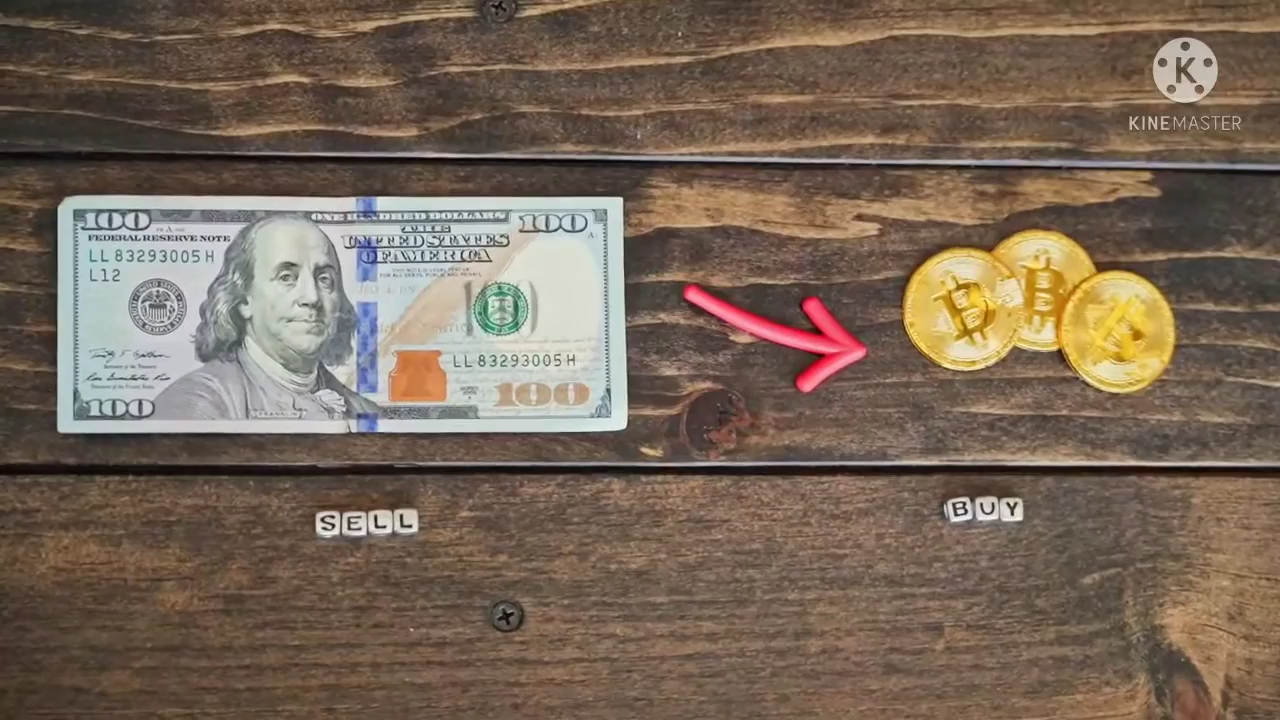 KINEMASTER
100
ONE HUNDRED DOLLARS
100
FEDERAL RESERVE NOTE
THE
UNITED STATES
OF AMERICA
LL 83293005 H
L12
LL 83293005 H
100
FRANKLIN
100
SELL
BUY